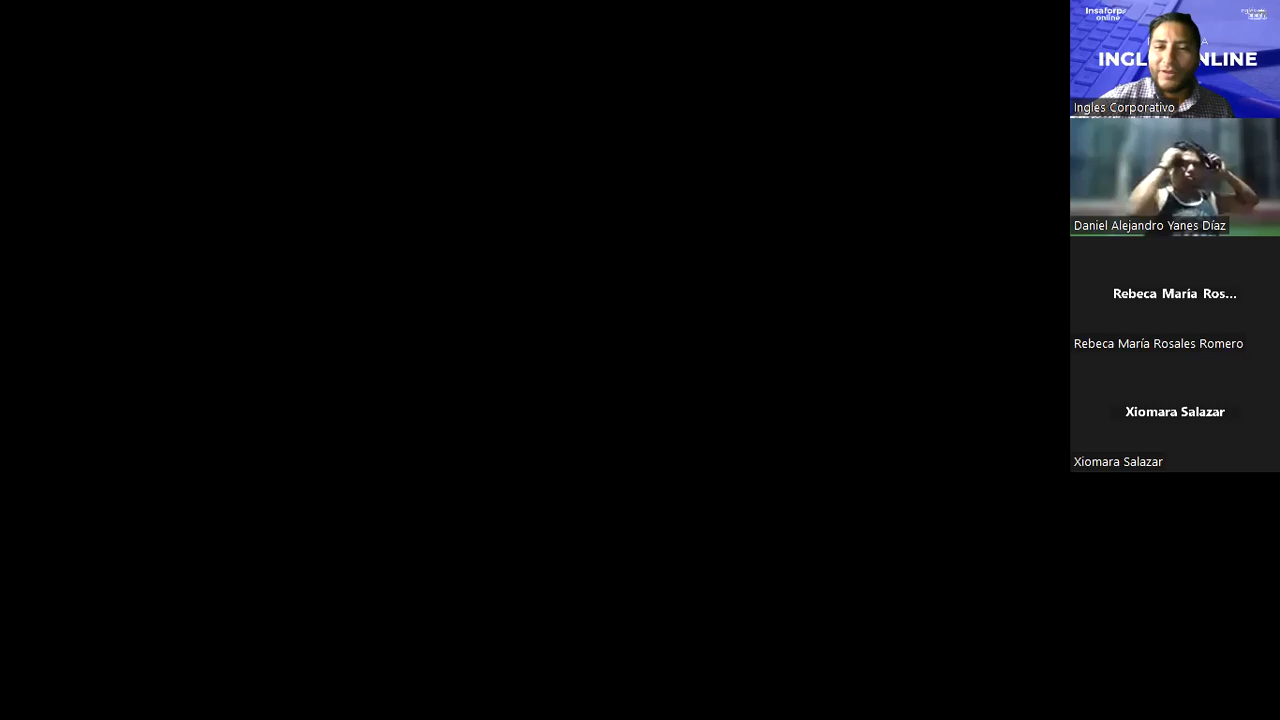 Insaforp
online
INGL NLINE
Ingles Corporativo
Daniel Alejandro Yanes Díaz
Rebeca María Ros...
Rebeca María Rosales Romero
Xiomara Salazar
Xiomara Salazar